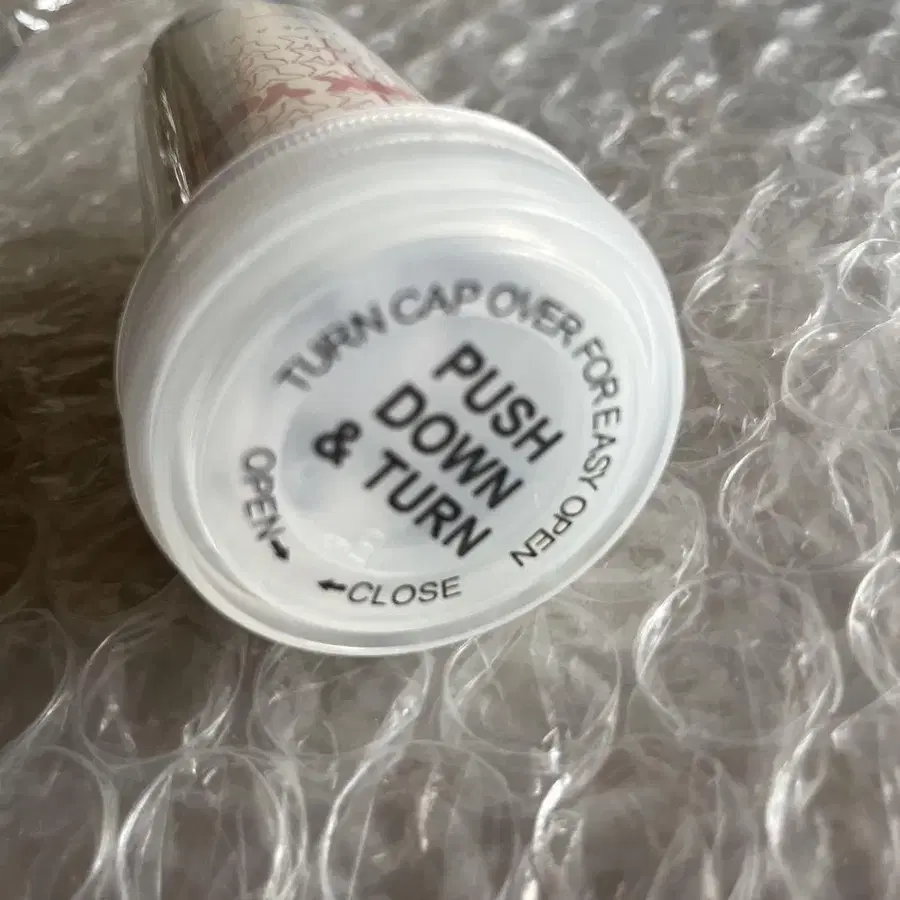 TURN CAP OVER FOR EASY OPEN
PUSH
DOWN
& TURN
OPEN→
←CLOSE